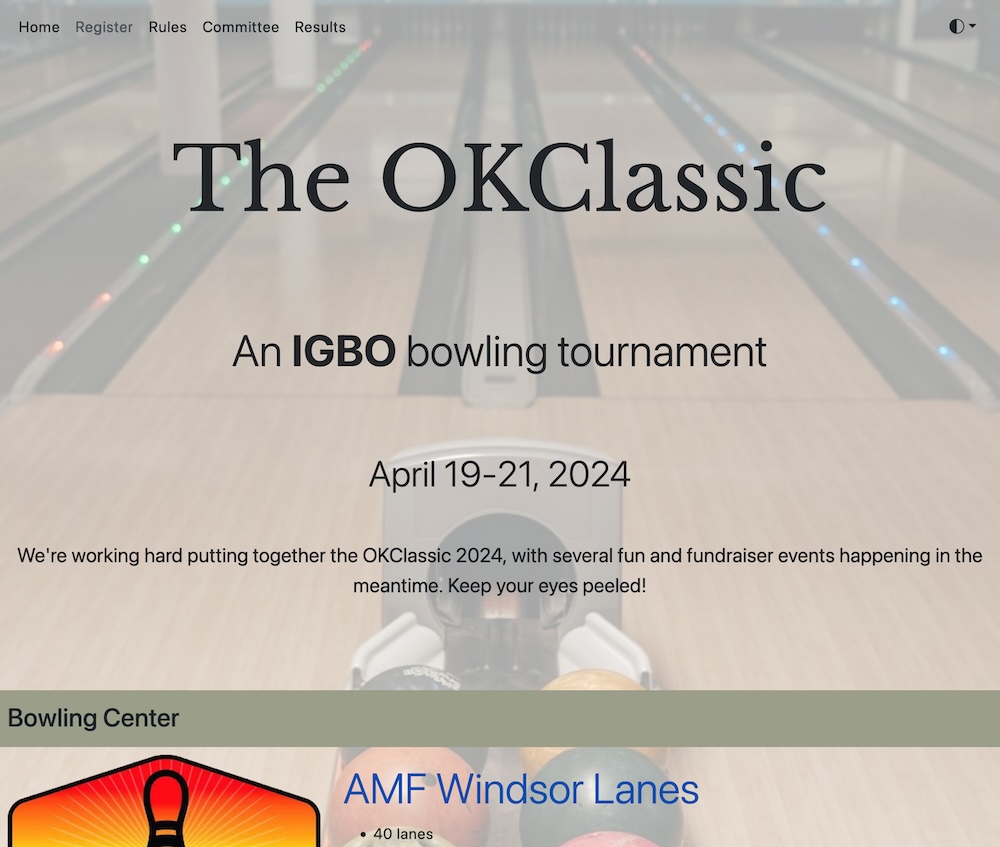 Home Register Rules Committee Results
The OKClassic
An IGBO bowling tournament
April 19-21, 2024
We're working hard putting together the OKClassic 2024, with several fun and fundraiser events happening in the
meantime. Keep your eyes peeled!
Bowling Center
AMF Windsor Lanes
• 40 lanes